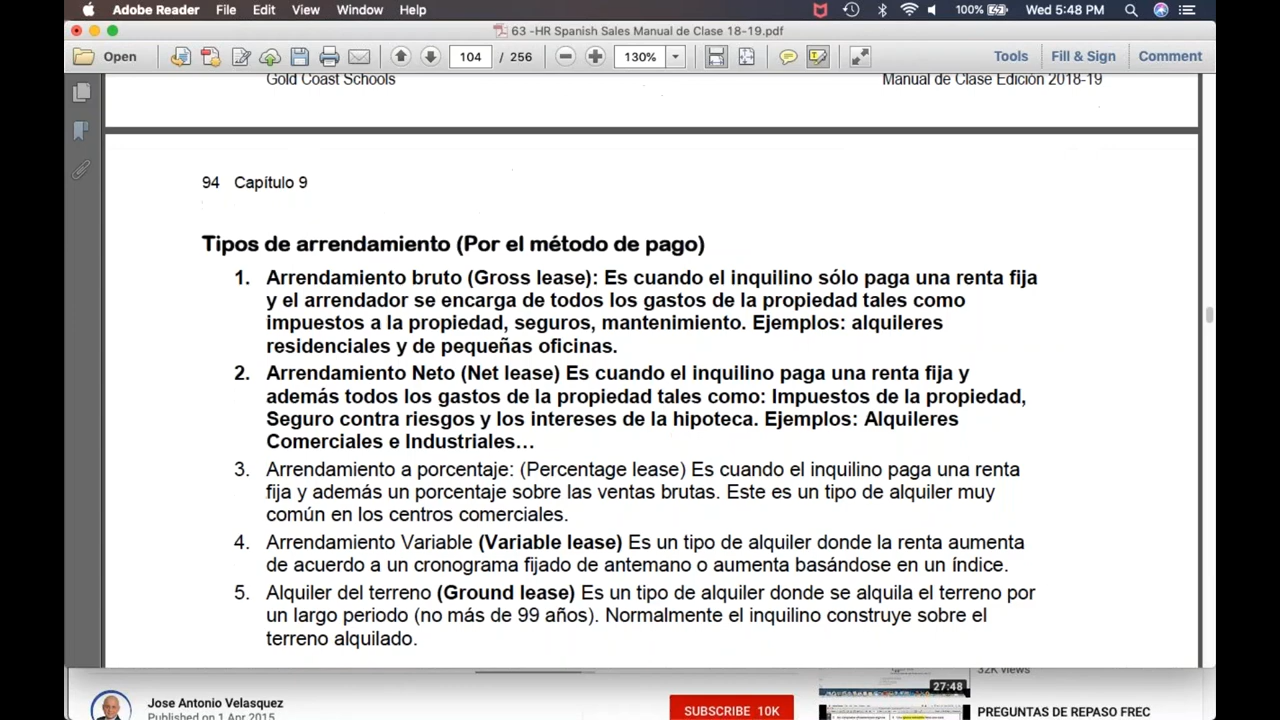 Adobe Reader File Edit View Window Help 100% Wed 5:48 PM
63 -HR Spanish Sales Manual de Clase 18-19.pdf
Open 104 / 256 130% Tools Fill & Sign Comment
Gold Coast Schools Manual de Clase Edición 2018-19
94 Capítulo 9
Tipos de arrendamiento (Por el método de pago)
1. Arrendamiento bruto (Gross lease): Es cuando el inquilino sólo paga una renta fija
y el arrendador se encarga de todos los gastos de la propiedad tales como
impuestos a la propiedad, seguros, mantenimiento. Ejemplos: alquileres
residenciales y de pequeñas oficinas.
2. Arrendamiento Neto (Net lease) Es cuando el inquilino paga una renta fija y
además todos los gastos de la propiedad tales como: Impuestos de la propiedad,
Seguro contra riesgos y los intereses de la hipoteca. Ejemplos: Alquileres
Comerciales e Industriales…
3. Arrendamiento a porcentaje: (Percentage lease) Es cuando el inquilino paga una renta
fija y además un porcentaje sobre las ventas brutas. Este es un tipo de alquiler muy
común en los centros comerciales.
4. Arrendamiento Variable (Variable lease) Es un tipo de alquiler donde la renta aumenta
de acuerdo a un cronograma fijado de antemano o aumenta basándose en un índice.
5. Alquiler del terreno (Ground lease) Es un tipo de alquiler donde se alquila el terreno por
un largo periodo (no más de 99 años). Normalmente el inquilino construye sobre el
terreno alquilado.
32K views
27:48
Jose Antonio Velasquez
Published on 1 Apr 2015
SUBSCRIBE 10K
PREGUNTAS DE REPASO FREC